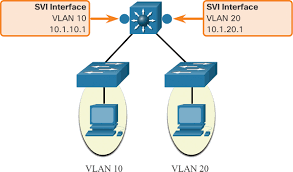 SVI Interface
VLAN 10
10.1.10.1
SVI Interface
VLAN 20
10.1.20.1
VLAN 10
VLAN 20